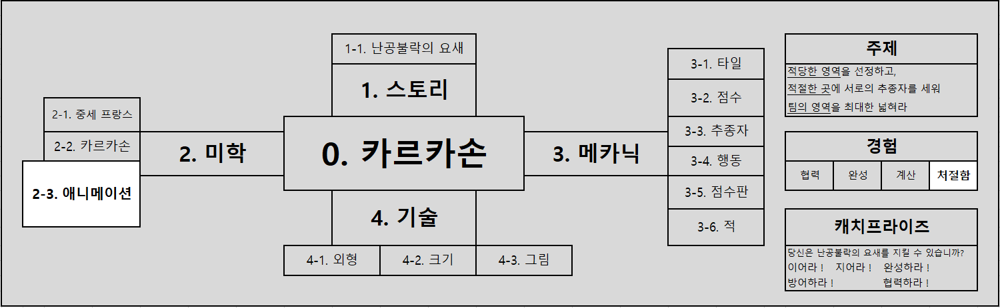 1-1. 난공불락의 요새
1. 스토리
2-1. 중세 프랑스
2-2. 카르카손
2-3. 애니메이션
2. 미학
0. 카르카손
3. 메카닉
3-1. 타일
3-2. 점수
3-3. 추종자
3-4. 행동
3-5. 점수판
3-6. 적
4. 기술
4-1. 외형
4-2. 크기
4-3. 그림
주제
적당한 영역을 선정하고,
적절한 곳에 서로의 추종자를 세워
팀의 영역을 최대한 넓혀라
경험
협력 완성 계산 처절함
캐치프라이즈
당신은 난공불락의 요새를 지킬 수 있습니까?
이어라 ! 지어라 ! 완성하라 !
방어하라 ! 협력하라 !